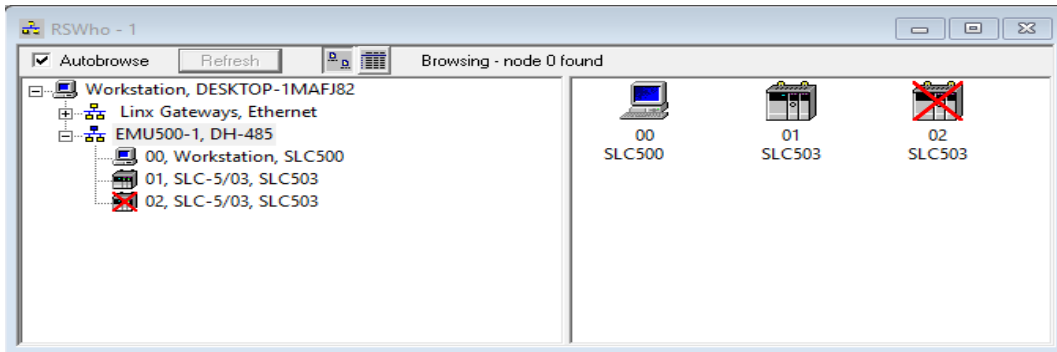 RSWho - 1
Autobrowse Refresh Browsing - node 0 found
Workstation, DESKTOP-1MAFJ82
Linx Gateways, Ethernet
EMU500-1, DH-485
00, Workstation, SLC500
01, SLC-5/03, SLC503
02, SLC-5/03, SLC503
00 01 02
SLC500 SLC503 SLC503